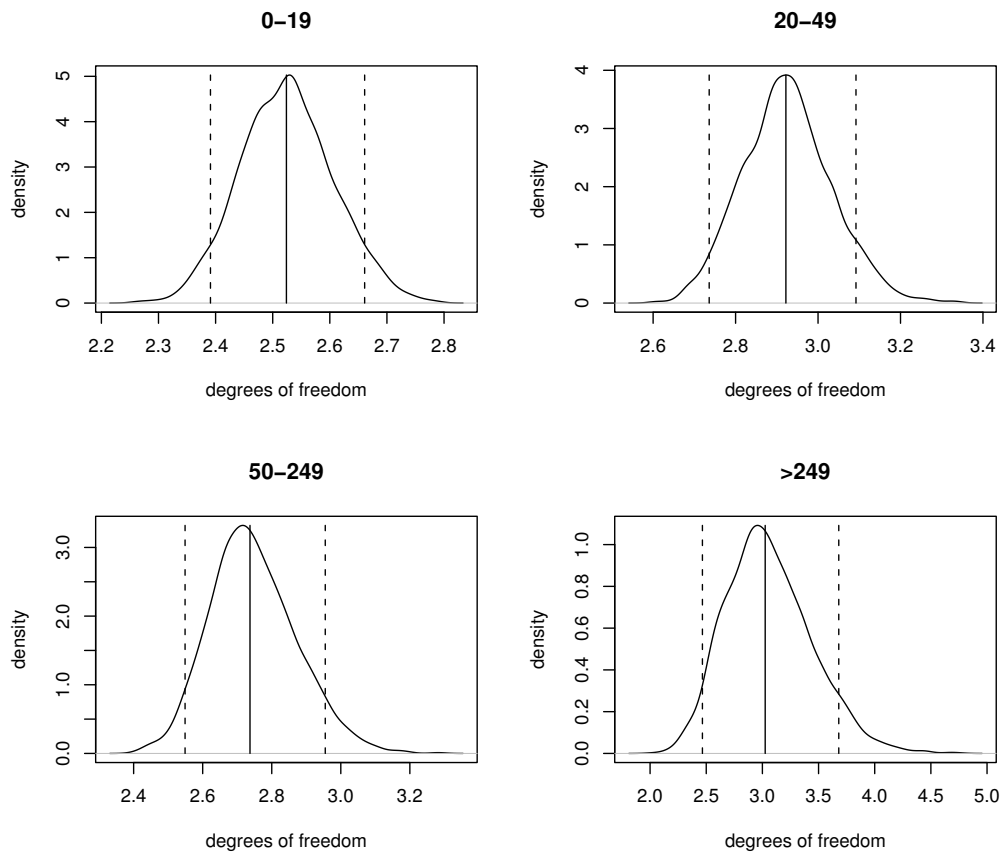 0−19
density
0 1 2 3 4 5
2.2 2.3 2.4 2.5 2.6 2.7 2.8
degrees of freedom
20−49
density
0 1 2 3 4
2.6 2.8 3.0 3.2 3.4
degrees of freedom
50−249
density
0.0 1.0 2.0 3.0
2.4 2.6 2.8 3.0 3.2
degrees of freedom
>249
density
0.0 0.2 0.4 0.6 0.8 1.0
2.0 2.5 3.0 3.5 4.0 4.5 5.0
degrees of freedom